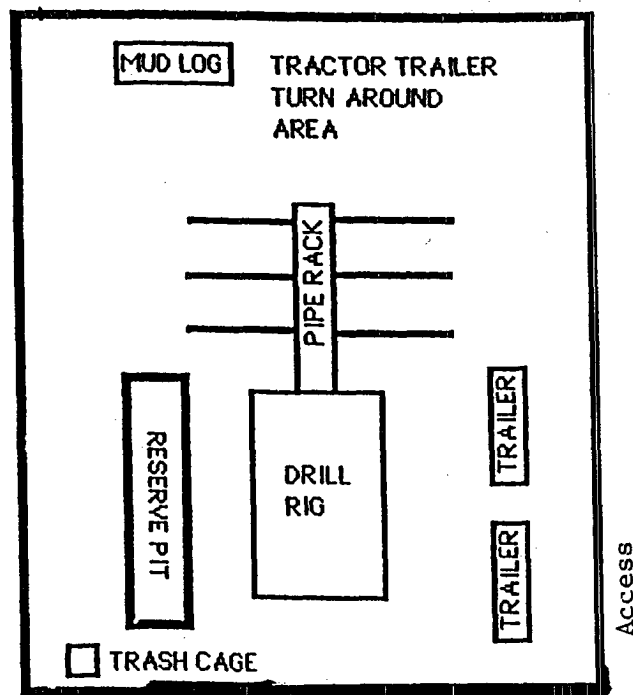 MUD LOG
TRACTOR TRAILER
TURN AROUND
AREA
PIPE RACK
RESERVE PIT
DRILL
RIG
TRAILER
TRAILER
Access
TRASH CAGE